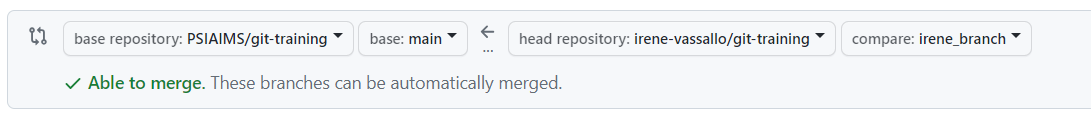 base repository: PSIAIMS/git-training base: main ... head repository: irene-vassallo/git-training compare: irene_branch
Able to merge. These branches can be automatically merged.